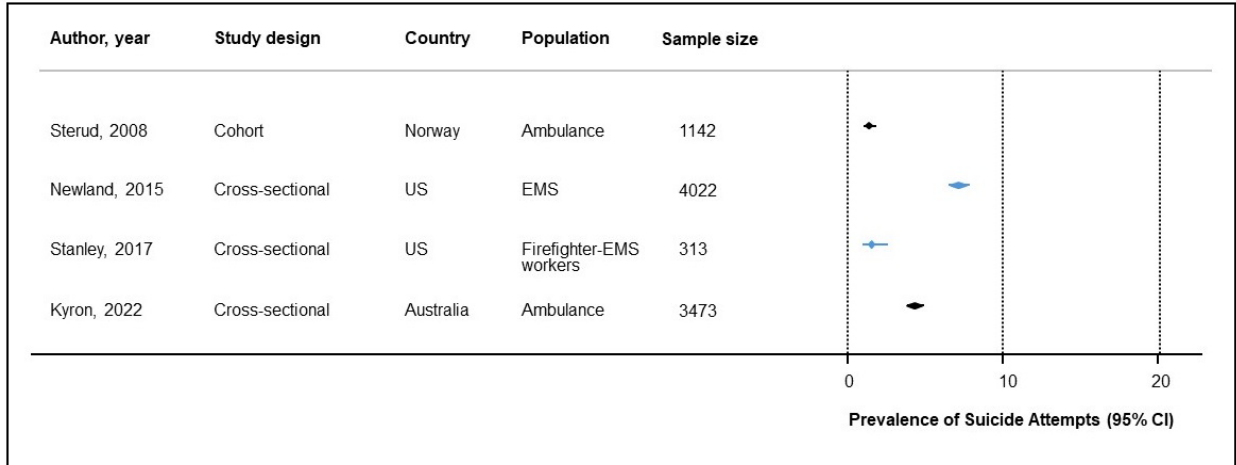 Author, year Study design Country Population Sample size
Sterud, 2008 Cohort Norway Ambulance 1142
Newland, 2015 Cross-sectional US EMS 4022
Stanley, 2017 Cross-sectional US Firefighter-EMS 313
workers
Kyron, 2022 Cross-sectional Australia Ambulance 3473
0 10 20
Prevalence of Suicide Attempts (95% CI)